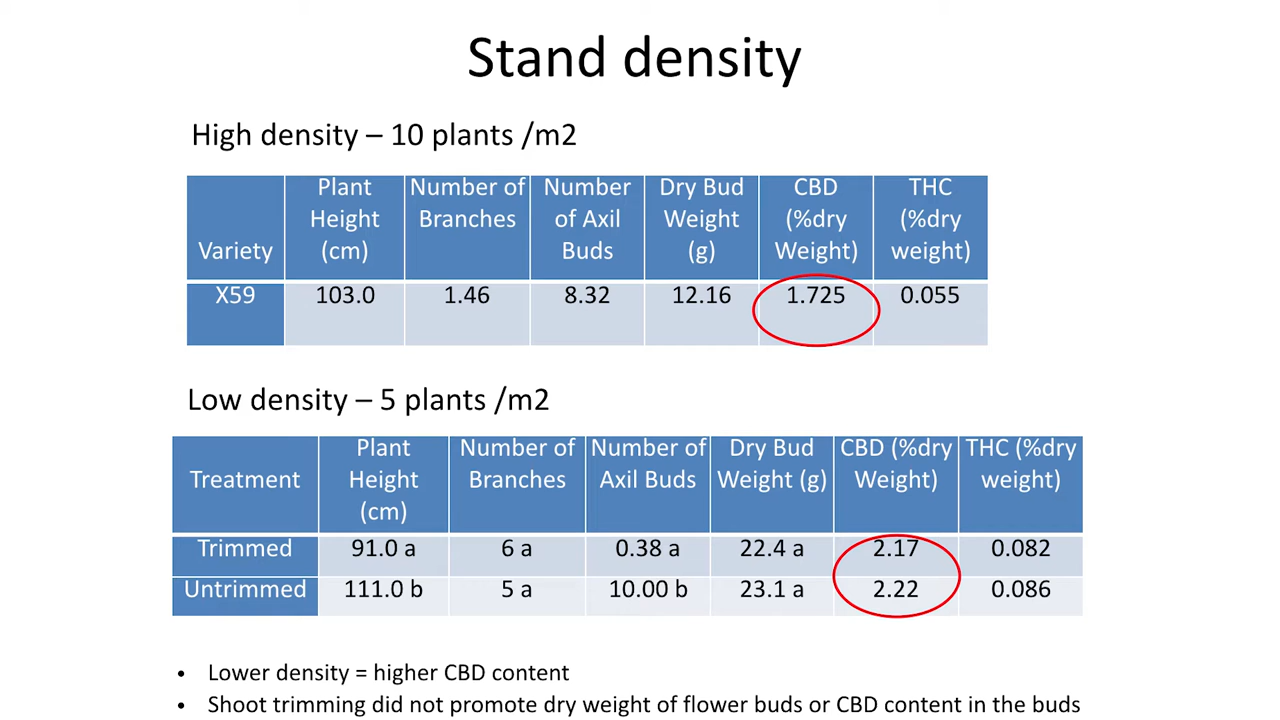 Stand density
High density – 10 plants /m2
Variety Plant Height (cm) Number of Branches Number of Axil Buds Dry Bud Weight (g) CBD (%dry Weight) THC (%dry weight)
X59 103.0 1.46 8.32 12.16 1.725 0.055
Low density – 5 plants /m2
Treatment Plant Height (cm) Number of Branches Number of Axil Buds Dry Bud Weight (g) CBD (%dry Weight) THC (%dry weight)
Trimmed 91.0 a 6 a 0.38 a 22.4 a 2.17 0.082
Untrimmed 111.0 b 5 a 10.00 b 23.1 a 2.22 0.086
• Lower density = higher CBD content
• Shoot trimming did not promote dry weight of flower buds or CBD content in the buds